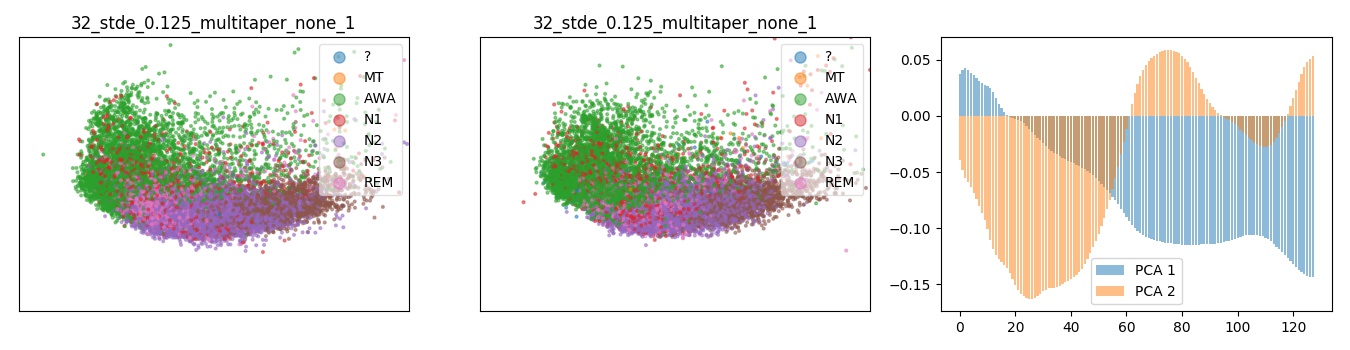 32_stde_0.125_multitaper_none_1
?
MT
AWA
N1
N2
N3
REM
32_stde_0.125_multitaper_none_1
?
MT
AWA
N1
N2
N3
REM
0.05
0.00
−0.05
−0.10
−0.15
PCA 1
PCA 2
0 20 40 60 80 100 120